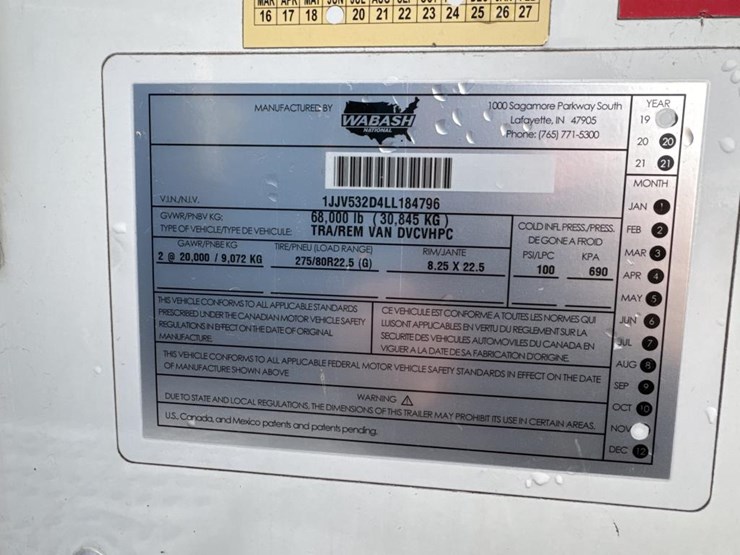 16 17 18 20 21 22 23 24 25 26 27
MANUFACTURED BY
WABASH
NATIONAL
1000 Sagamore Parkway South
Lafayette, IN 47905
Phone: (765) 771-5300
V.I.N./N.I.V. 1JJV532D4LL184796
GVWR/PNBV KG: 68,000 lb (30,845 KG)
TYPE OF VEHICLE/TYPE DE VEHICULE: TRA/REM VAN DVCVHPC
GAWR/PNBE KG TIRE/PNEU (LOAD RANGE) RIM/JANTE
2 @ 20,000 / 9,072 KG 275/80R22.5 (G) 8.25 X 22.5
COLD INFL. PRESS./PRESS.
DE GONE A FROID
PSI/LPC KPA
100 690
THIS VEHICLE CONFORMS TO ALL APPLICABLE STANDARDS
PRESCRIBED UNDER THE CANADIAN MOTOR VEHICLE SAFETY
REGULATIONS IN EFFECT ON THE DATE OF ORIGINAL
MANUFACTURE
CE VEHICULE EST CONFORME A TOUTES LES NORMES QUI
LUI SONT APPLICABLES EN VERTU DU REGLEMENT SUR LA
SECURITE DES VEHICULES AUTOMOVILES DU CANADA EN
VIGUER A LA DATE DE SA FABRICATION D'ORIGINE.
THIS VEHICLE CONFORMS TO ALL APPLICABLE FEDERAL MOTOR VEHICLE SAFETY STANDARDS IN EFFECT ON THE DATE
OF MANUFACTURE SHOWN ABOVE
WARNING
DUE TO STATE AND LOCAL REGULATIONS, THE DIMENSIONS OF THIS TRAILER MAY PROHIBIT ITS USE IN CERTAIN AREAS.
U.S., Canada, and Mexico patents and patents pending.
YEAR
19
20 20
21 21
MONTH
JAN 1
FEB 2
MAR 3
APR 4
MAY 5
JUN 6
JUL 7
AUG 8
SEP 9
OCT 10
NOV
DEC 12